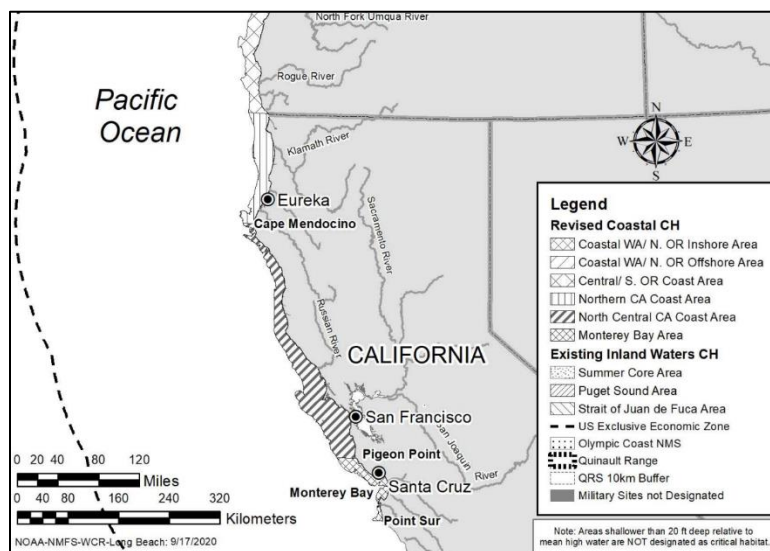 North Fork Umqua River
Rogue River
Pacific
Ocean
Klamath River
N
W
E
S
Eureka
Cape Mendocino
Sacramento River
Russian River
CALIFORNIA
San Francisco
San Joaquin
River
Pigeon Point
Santa Cruz
Monterey Bay
Point Sur
Legend
Revised Coastal CH
Coastal WA/ N. OR Inshore Area
Coastal WA/ N. OR Offshore Area
Central/ S. OR Coast Area
Northern CA Coast Area
North Central CA Coast Area
Monterey Bay Area
Existing Inland Waters CH
Summer Core Area
Puget Sound Area
Strait of Juan de Fuca Area
US Exclusive Economic Zone
Olympic Coast NMS
Quinault Range
QRS 10km Buffer
Military Sites not Designated
0 20 40 80 120
Miles
0 40 80 160 240 320
Kilometers
NOAA-NMFS-WCR-Long Beach: 9/17/2020
Note: Areas shallower than 20 ft deep relative to
mean high water are NOT designated as critical habitat.